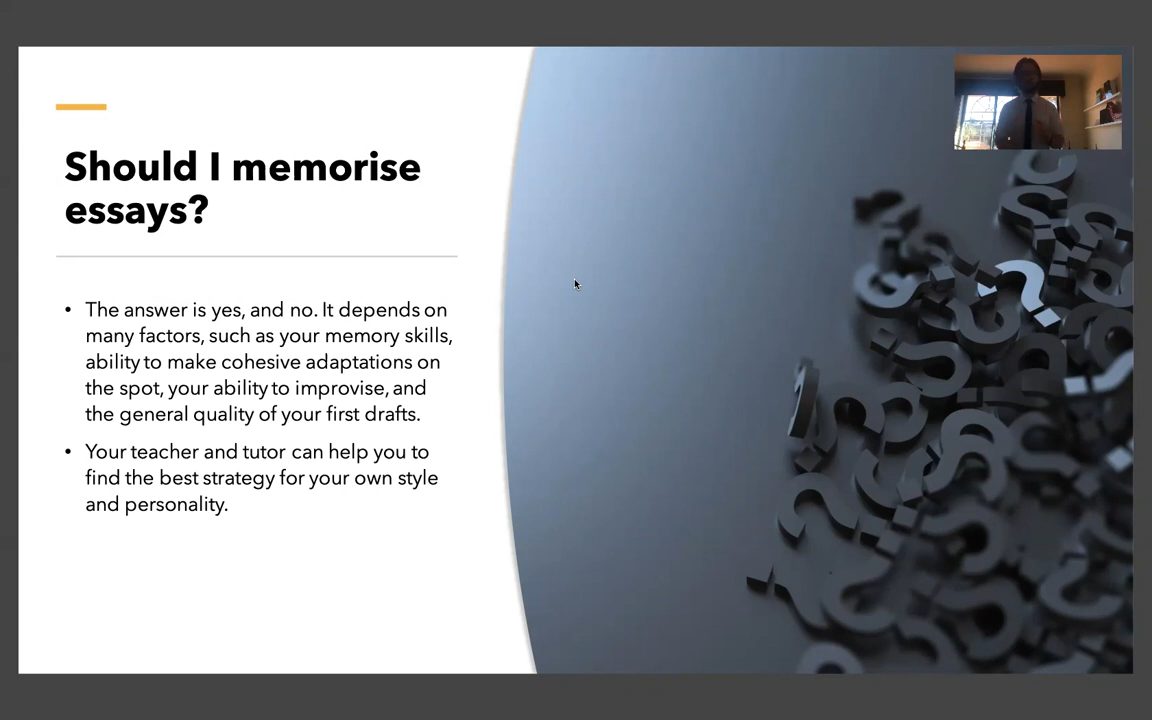 Should I memorise
essays?
• The answer is yes, and no. It depends on
many factors, such as your memory skills,
ability to make cohesive adaptations on
the spot, your ability to improvise, and
the general quality of your first drafts.
• Your teacher and tutor can help you to
find the best strategy for your own style
and personality.